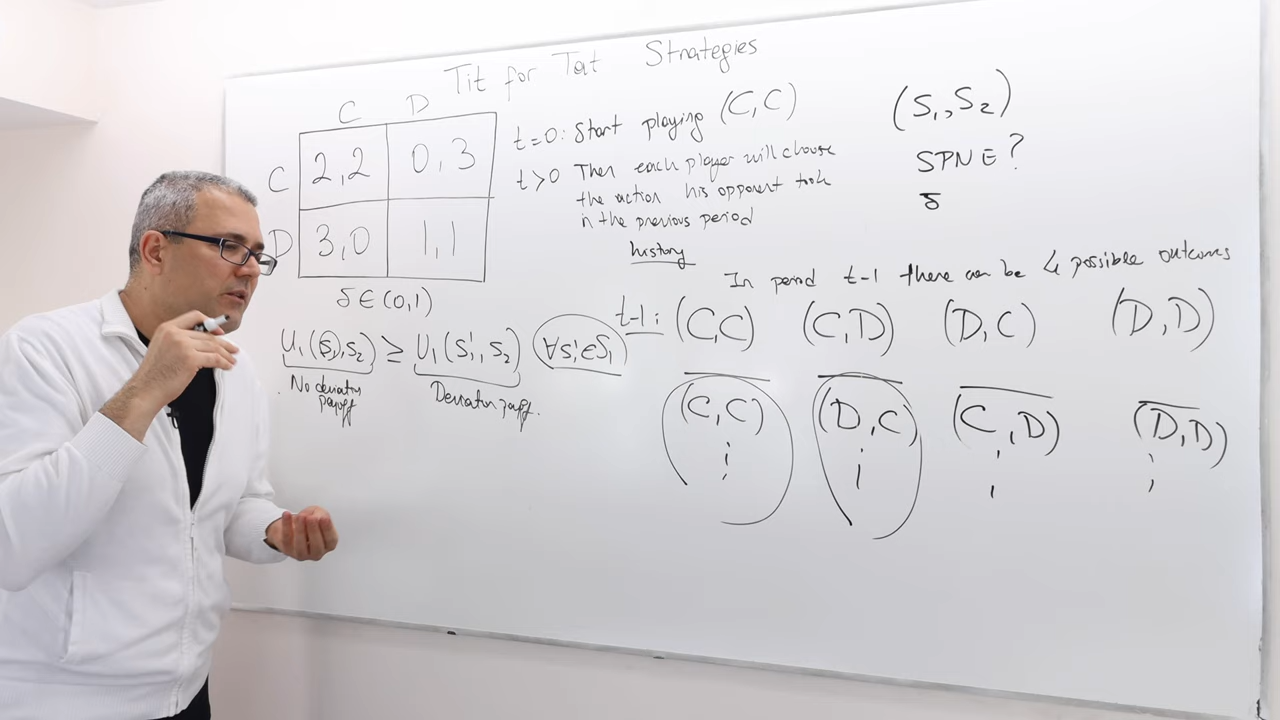 Tit for Tat Strategies
C D
C 2,2 0,3
D 3,0 1,1
δ∈(0,1)
t=0: Start playing (C,C)
t>0 Then each player will choose
the action his opponent took
in the previous period
history
(S1,S2)
SPNE?
δ
U1(S1,S2) ≥ U1(S1',S2) ∀S1'∈S1
No deviation payoff
Deviation payoff.
In period t-1 there can be 4 possible outcomes
t-1: (C,C) (C,D) (D,C) (D,D)
(C,C) (D,C) (C,D) (D,D)